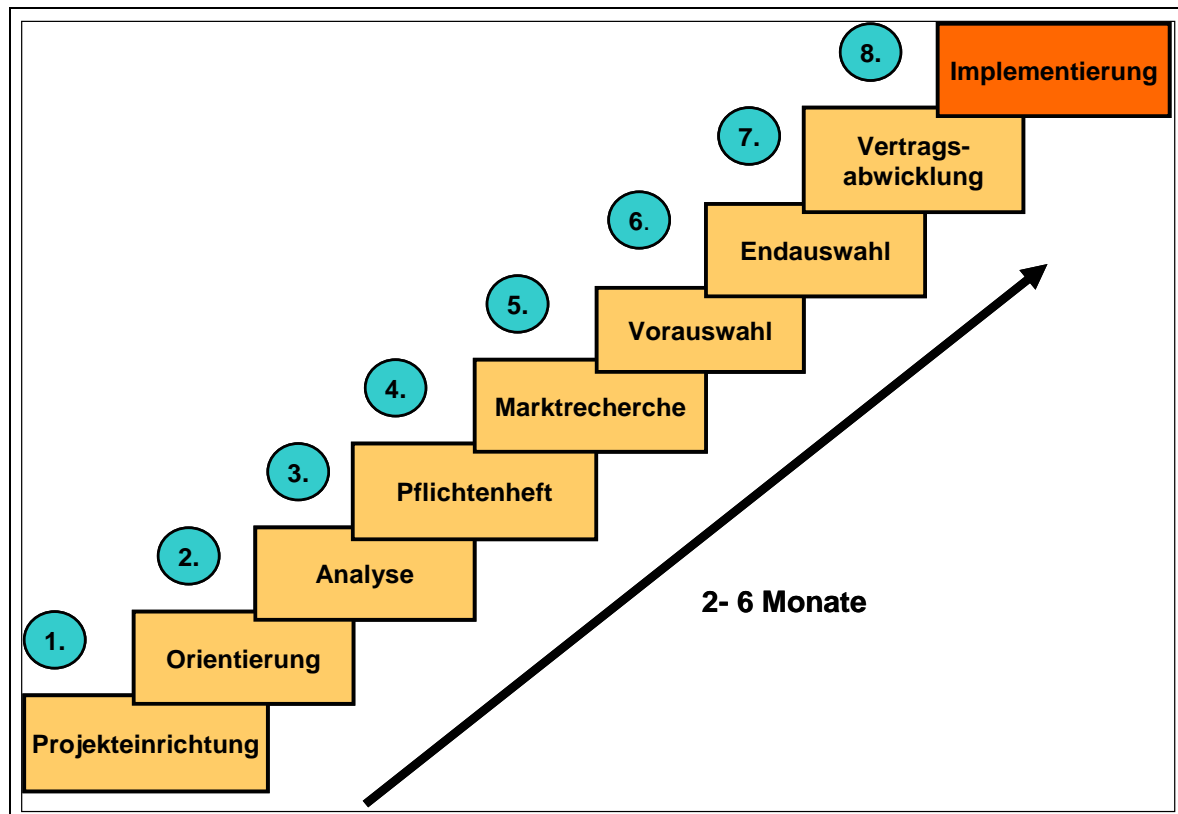 1.
Projekteinrichtung
2.
Orientierung
3.
Analyse
4.
Pflichtenheft
5.
Marktrecherche
6.
Vorauswahl
7.
Endauswahl
8.
Vertrags-
abwicklung
Implementierung
2- 6 Monate